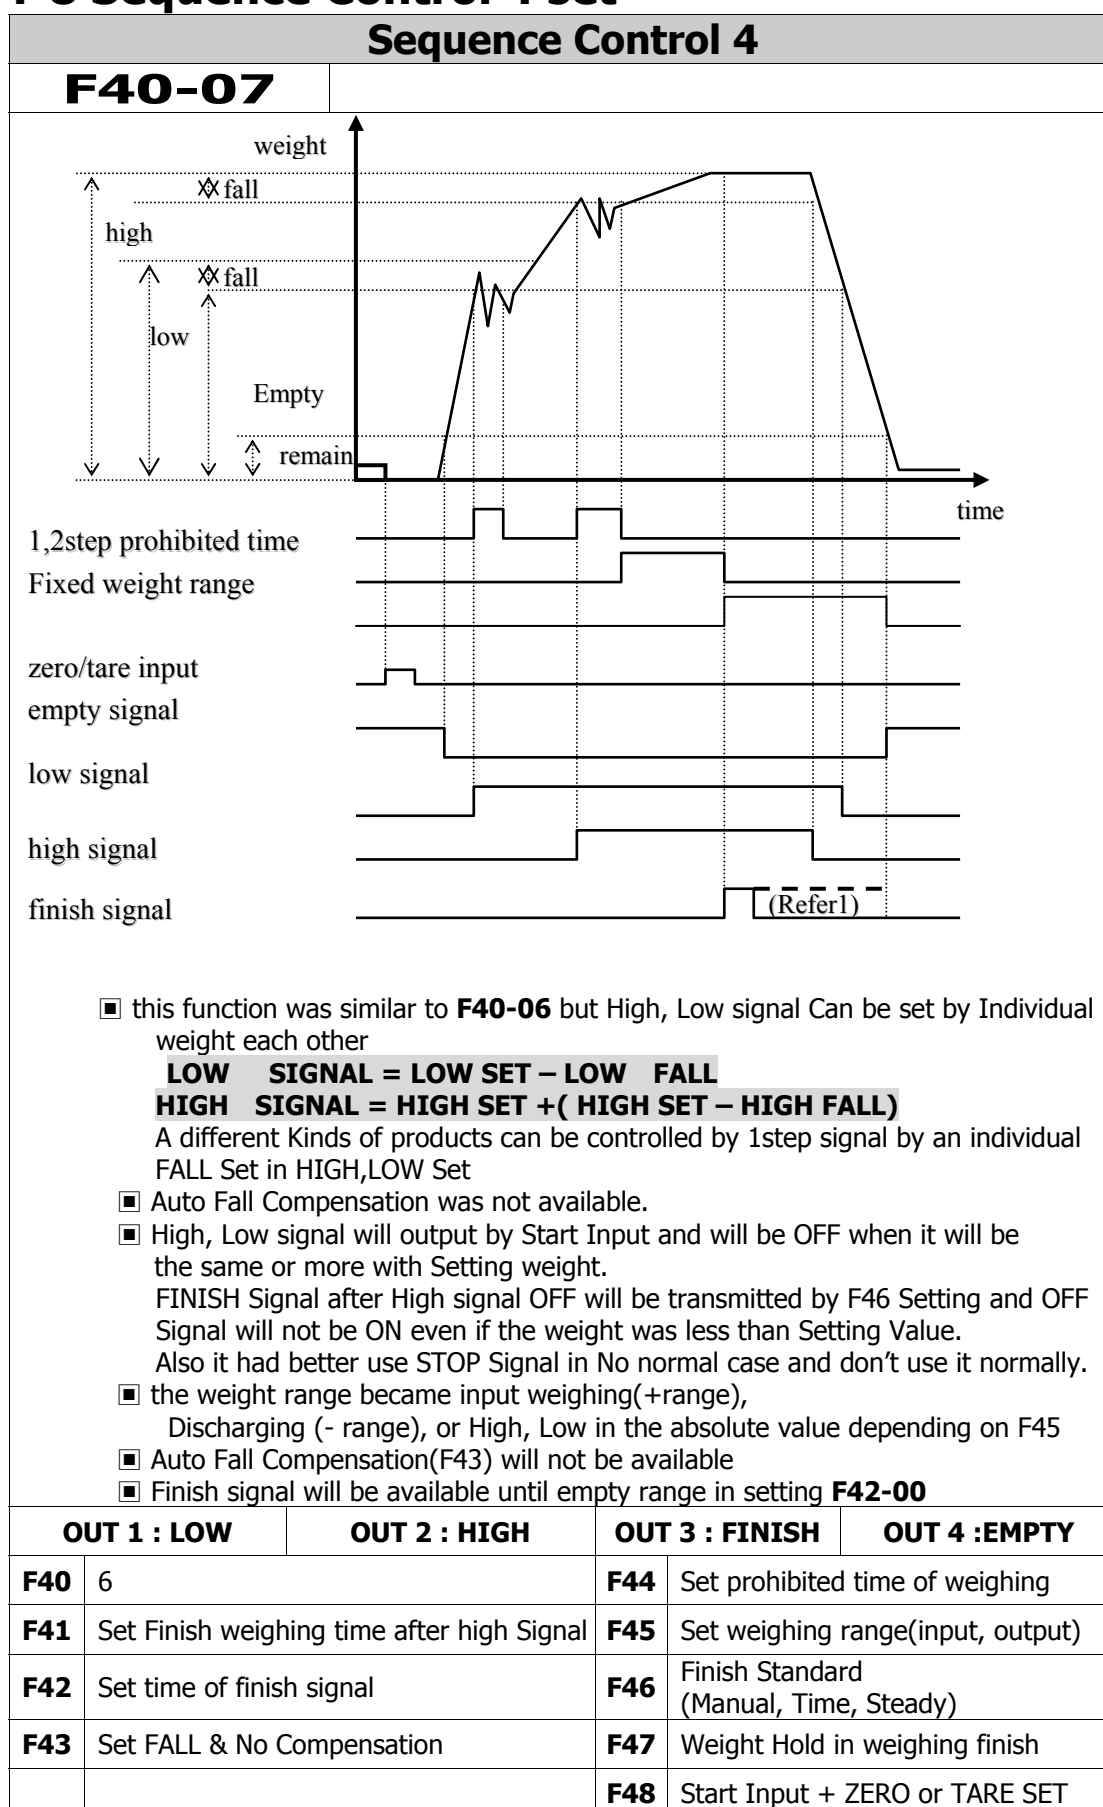 Sequence Control 4
F40-07
weight
fall
high
fall
low
Empty
remain
time
1,2step prohibited time
Fixed weight range
zero/tare input
empty signal
low signal
high signal
finish signal
(Refer1)
▣ this function was similar to F40-06 but High, Low signal Can be set by Individual
weight each other
LOW SIGNAL = LOW SET – LOW FALL
HIGH SIGNAL = HIGH SET +( HIGH SET – HIGH FALL)
A different Kinds of products can be controlled by 1step signal by an individual
FALL Set in HIGH,LOW Set
▣ Auto Fall Compensation was not available.
▣ High, Low signal will output by Start Input and will be OFF when it will be
the same or more with Setting weight.
FINISH Signal after High signal OFF will be transmitted by F46 Setting and OFF
Signal will not be ON even if the weight was less than Setting Value.
Also it had better use STOP Signal in No normal case and don't use it normally.
▣ the weight range became input weighing(+range),
Discharging (- range), or High, Low in the absolute value depending on F45
▣ Auto Fall Compensation(F43) will not be available
▣ Finish signal will be available until empty range in setting F42-00
OUT 1 : LOW OUT 2 : HIGH OUT 3 : FINISH OUT 4 :EMPTY
F40 6 F44 Set prohibited time of weighing
F41 Set Finish weighing time after high Signal F45 Set weighing range(input, output)
F42 Set time of finish signal F46 Finish Standard
(Manual, Time, Steady)
F43 Set FALL & No Compensation F47 Weight Hold in weighing finish
F48 Start Input + ZERO or TARE SET